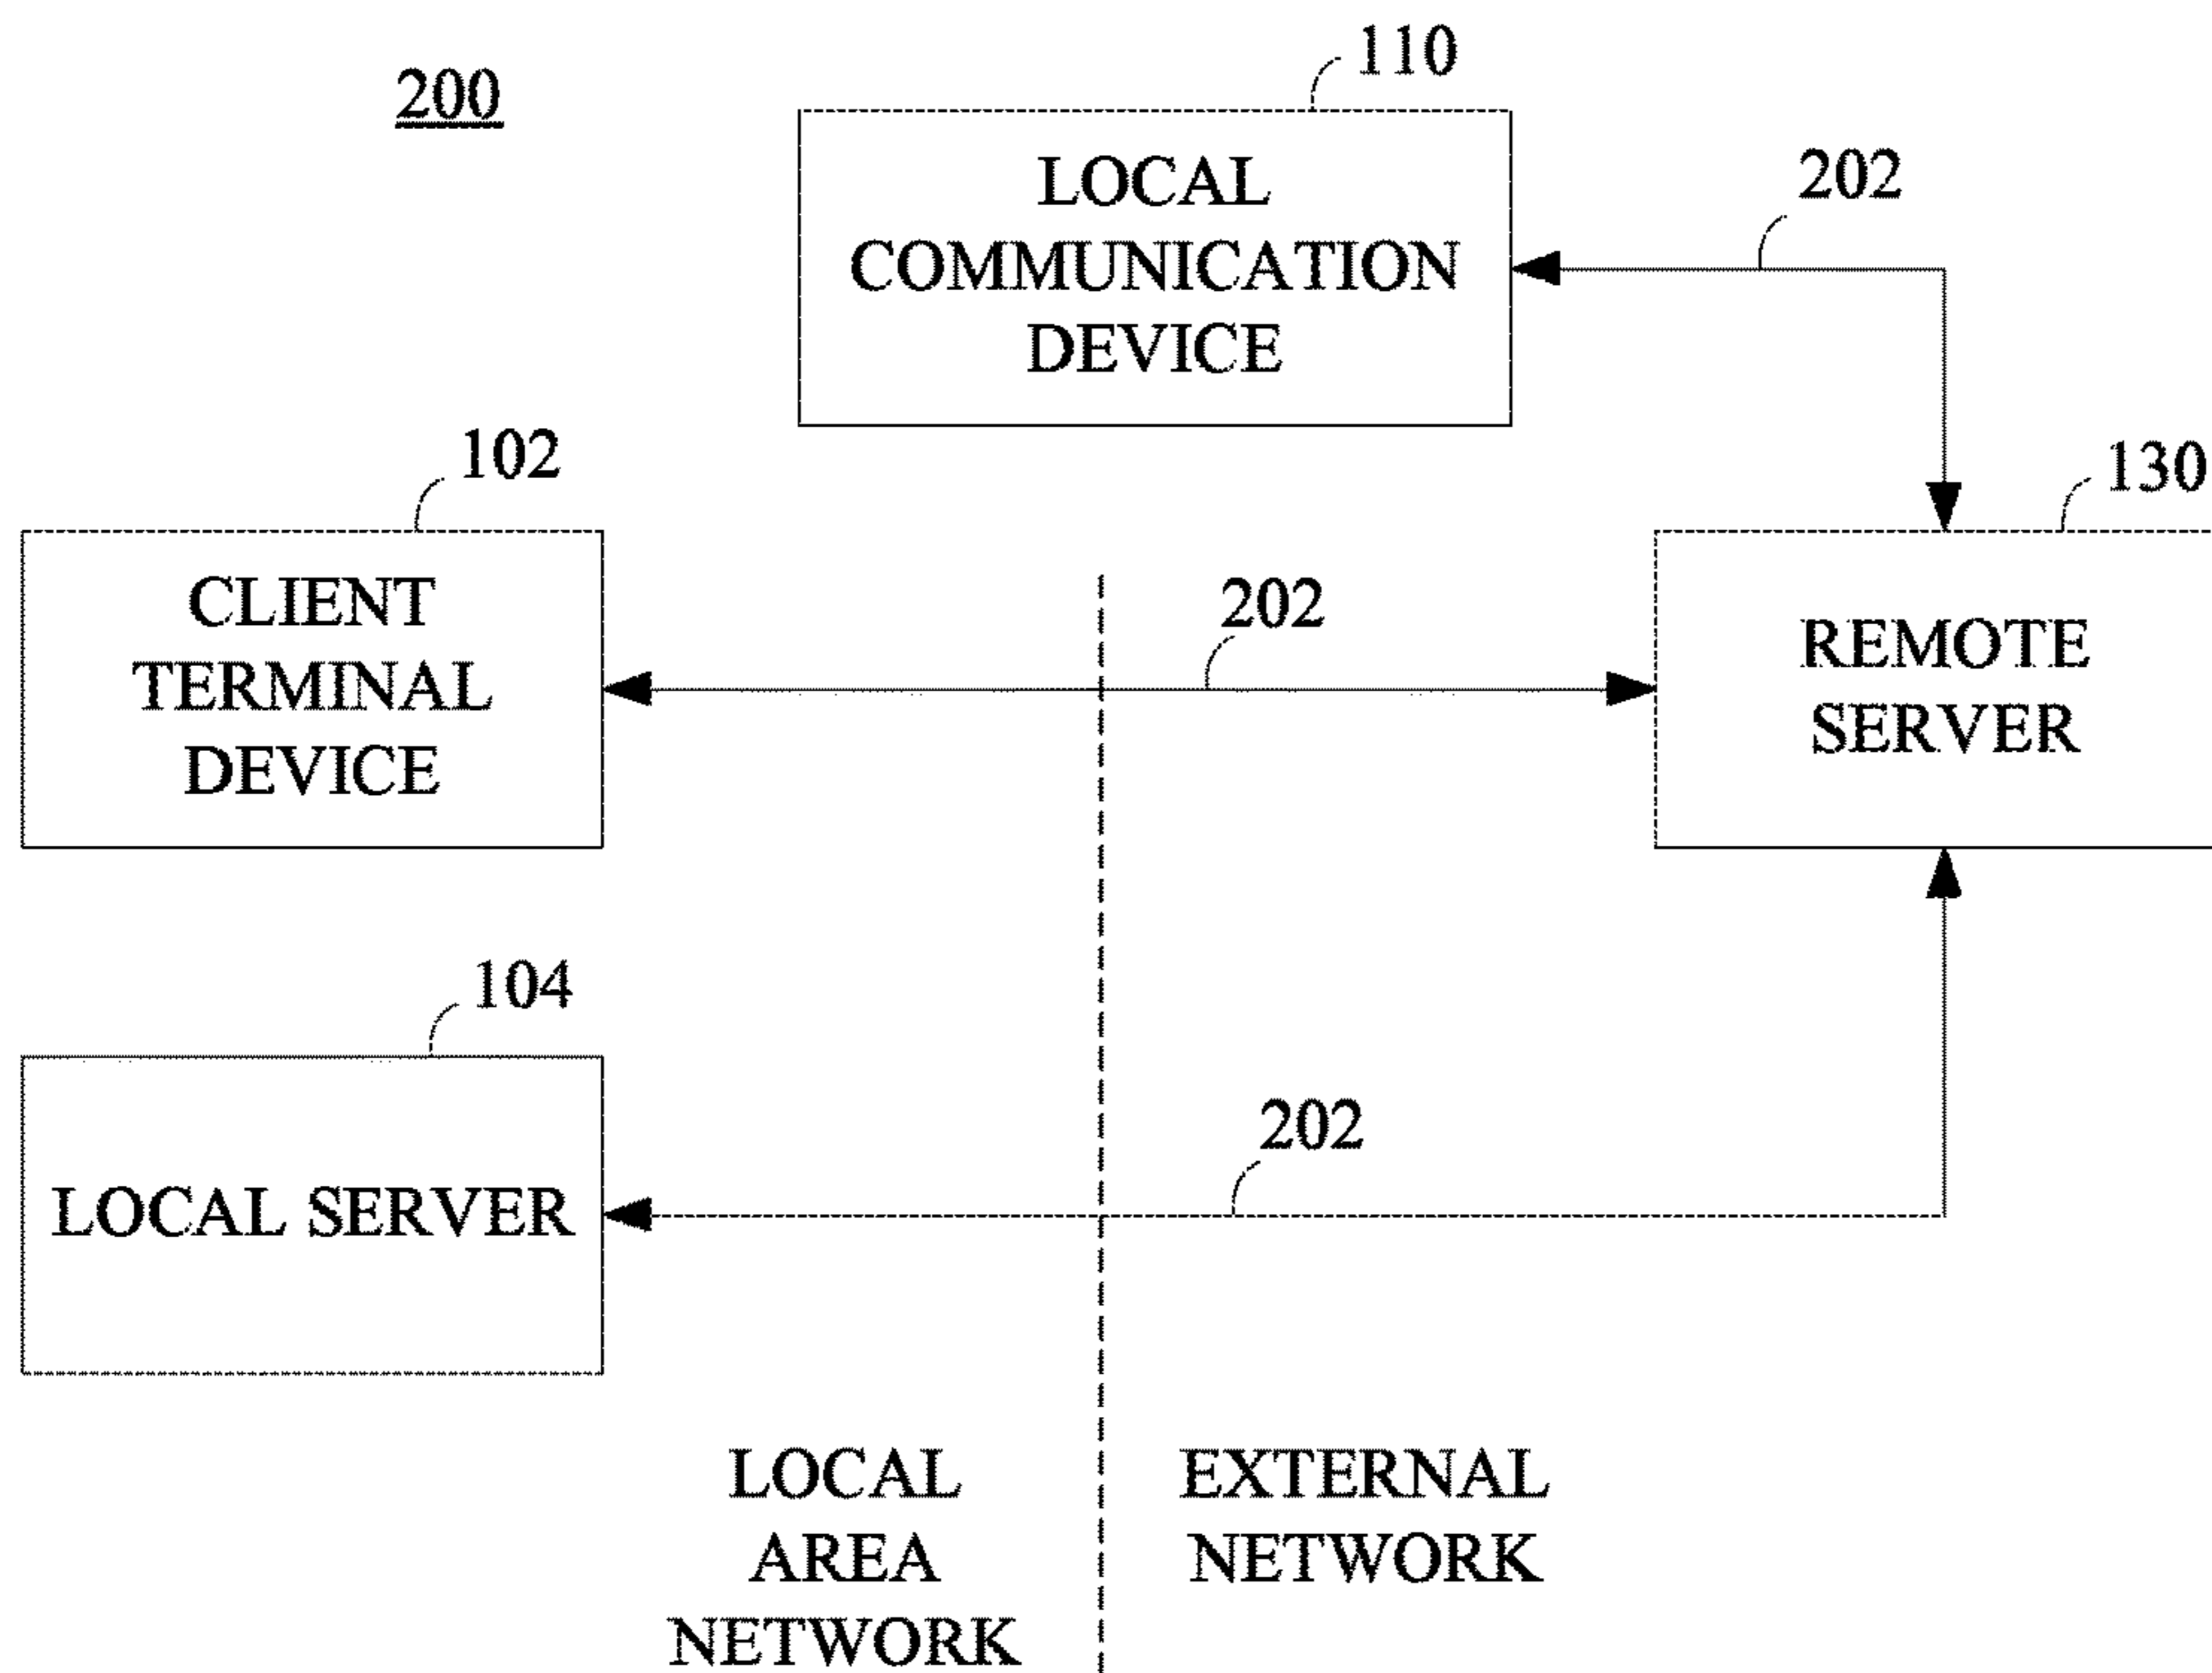 110
200
LOCAL
COMMUNICATION
DEVICE
202
102
130
CLIENT
TERMINAL
DEVICE
202
REMOTE
SERVER
104
202
LOCAL SERVER
LOCAL
AREA
NETWORK
EXTERNAL
NETWORK